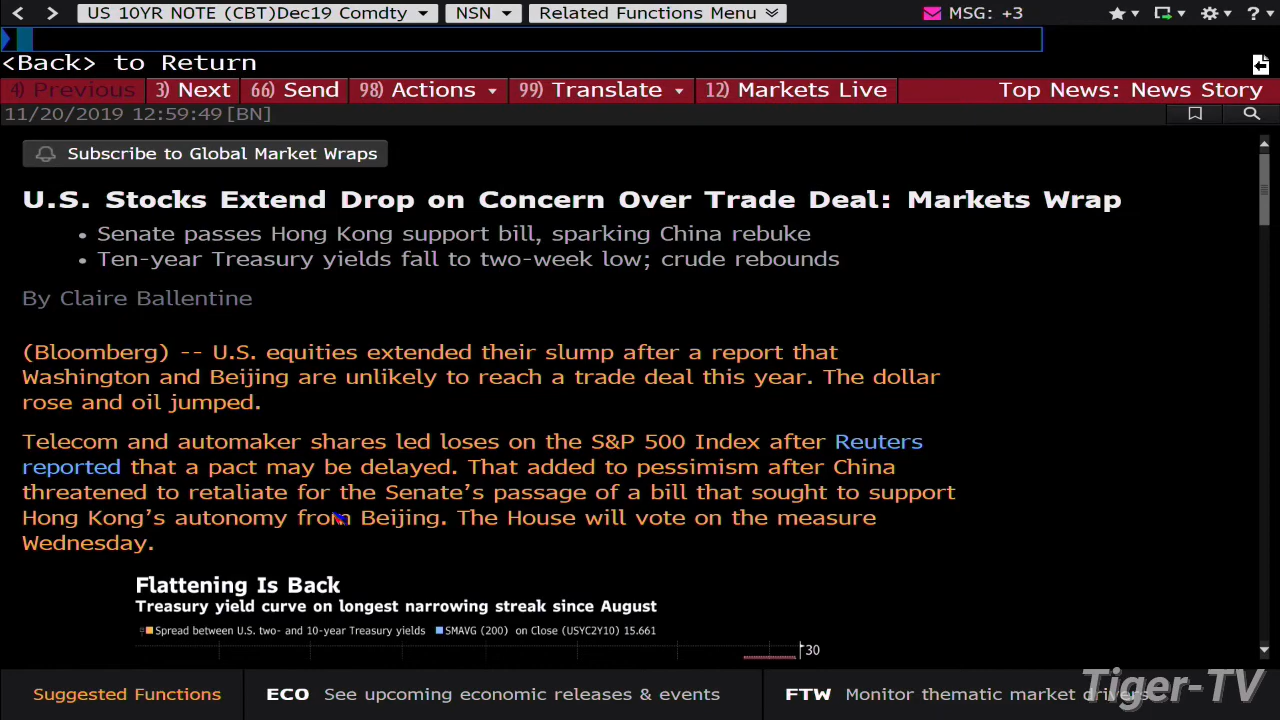 US 10YR NOTE (CBT)Dec19 Comdty NSN Related Functions Menu MSG: +3 ?
<Back> to Return
4) Previous 3) Next 66) Send 98) Actions 99) Translate 12) Markets Live Top News: News Story
11/20/2019 12:59:49[BN]
Subscribe to Global Market Wraps
U.S. Stocks Extend Drop on Concern Over Trade Deal: Markets Wrap
• Senate passes Hong Kong support bill, sparking China rebuke
• Ten-year Treasury yields fall to two-week low; crude rebounds
By Claire Ballentine
(Bloomberg) -- U.S. equities extended their slump after a report that
Washington and Beijing are unlikely to reach a trade deal this year. The dollar
rose and oil jumped.
Telecom and automaker shares led loses on the S&P 500 Index after Reuters
reported that a pact may be delayed. That added to pessimism after China
threatened to retaliate for the Senate's passage of a bill that sought to support
Hong Kong's autonomy from Beijing. The House will vote on the measure
Wednesday.
Flattening Is Back
Treasury yield curve on longest narrowing streak since August
Spread between U.S. two- and 10-year Treasury yields SMAVG (200) on Close (USYC2Y10) 15.661
30
Suggested Functions ECO See upcoming economic releases & events FTW Monitor thematic market drivers
Tiger-TV